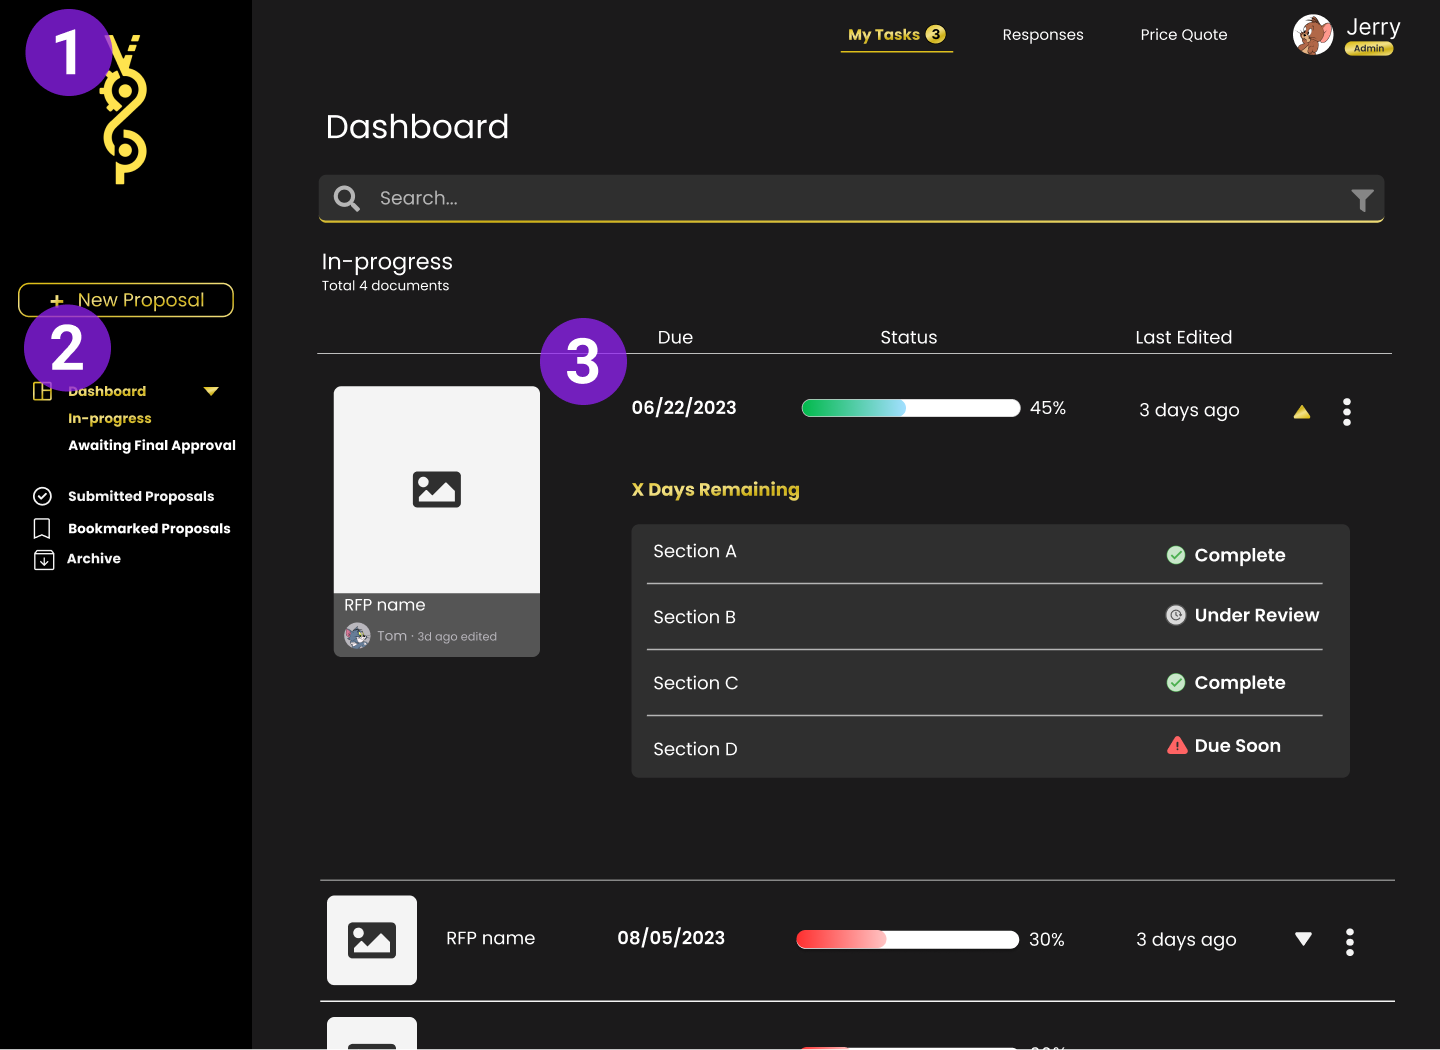 1
My Tasks 3
Responses
Price Quote
Jerry
Admin
Dashboard
Search...
In-progress
Total 4 documents
+ New Proposal
2
Dashboard
In-progress
Awaiting Final Approval
Submitted Proposals
Bookmarked Proposals
Archive
3
Due
Status
Last Edited
06/22/2023
45%
3 days ago
RFP name
Tom · 3d ago edited
X Days Remaining
Section A
Complete
Section B
Under Review
Section C
Complete
Section D
Due Soon
RFP name
08/05/2023
30%
3 days ago